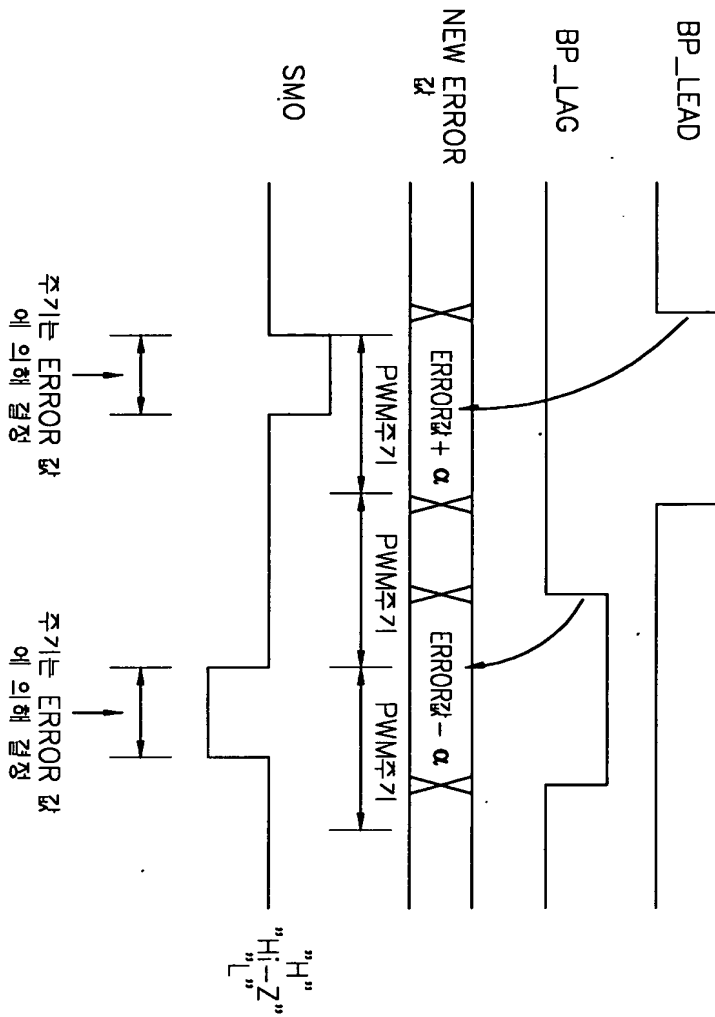 BP_LEAD
BP_LAG
NEW ERROR
값
ERROR값+ α
ERROR값- α
PWM주기
PWM주기
PWM주기
SMO
"H"
"Hi-Z"
"L"
주기는 ERROR 값
에 의해 결정
주기는 ERROR 값
에 의해 결정